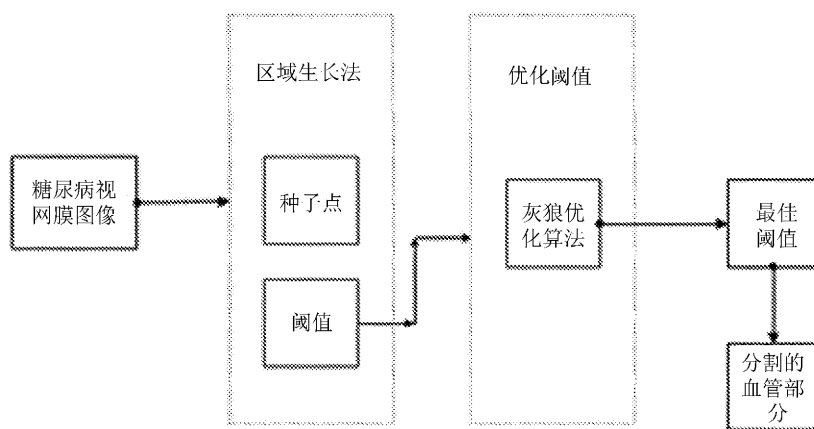 区域生长法
优化阈值
糖尿病视
网膜图像
种子点
阈值
灰狼优
化算法
最佳
阈值
分割的
血管部
分